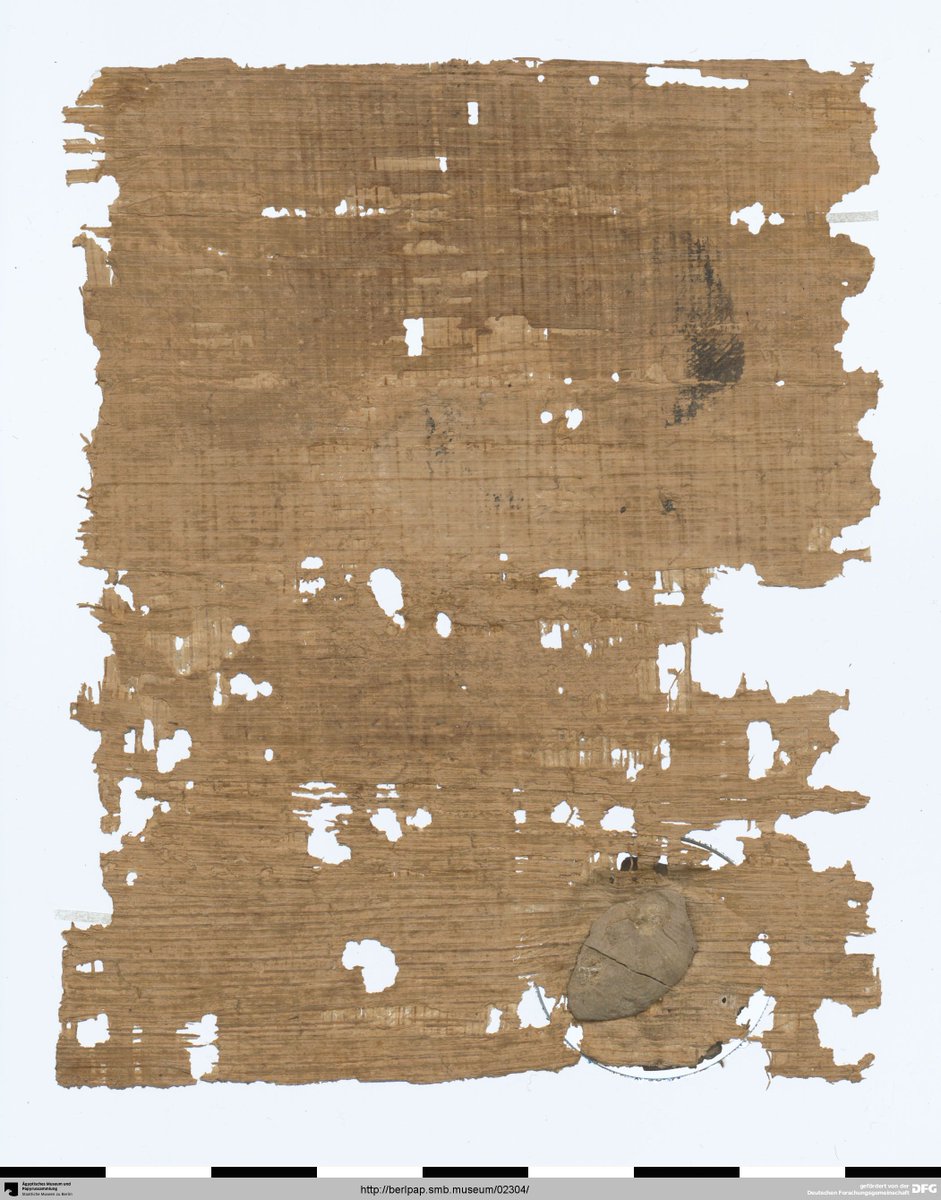 Ägyptisches Museum und
Papyrussammlung
Staatliche Museen zu Berlin
http://berlpap.smb.museum/02304/
gefördert von der
Deutschen Forschungsgemeinschaft DFG